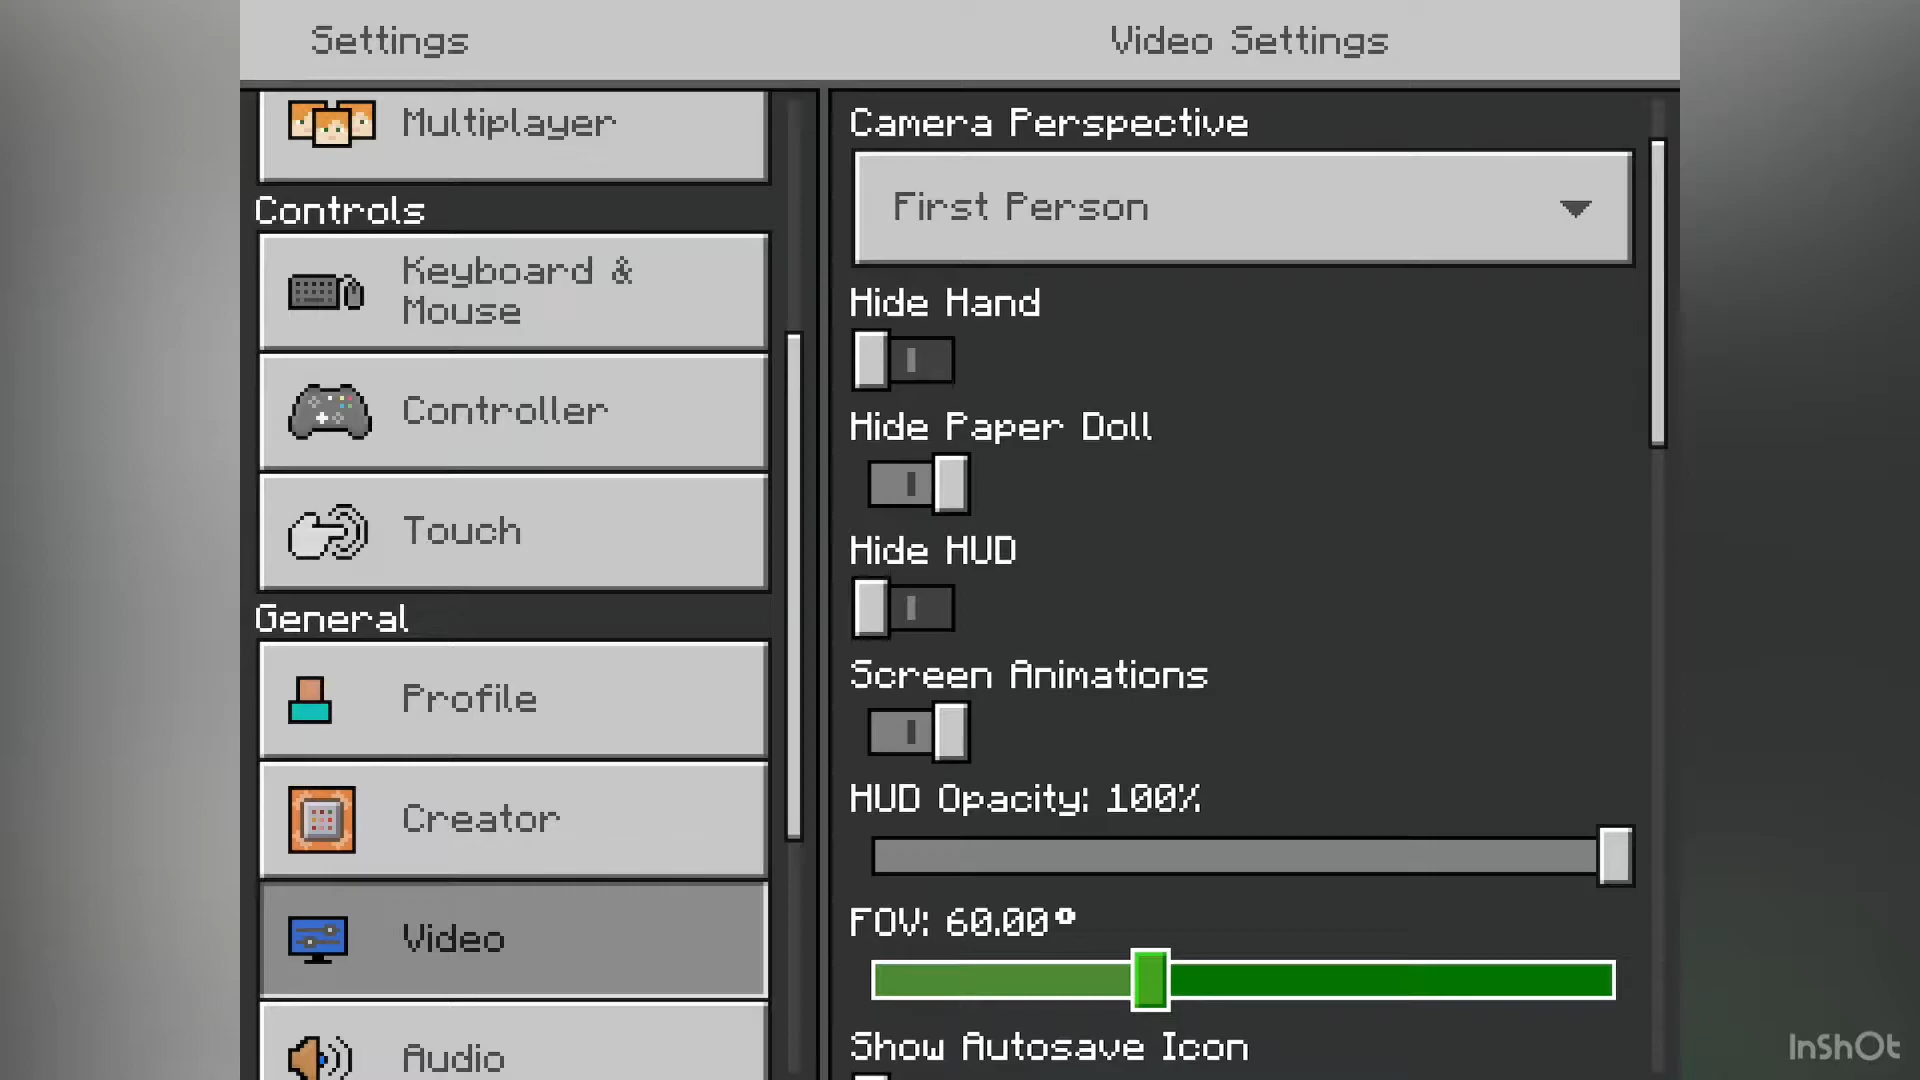 Settings
Video Settings
Multiplayer
Controls
Keyboard &
Mouse
Controller
Touch
General
Profile
Creator
Video
Audio
Camera Perspective
First Person
Hide Hand
Hide Paper Doll
Hide HUD
Screen Animations
HUD Opacity: 100%
FOV: 60.00°
Show Autosave Icon
InShOt